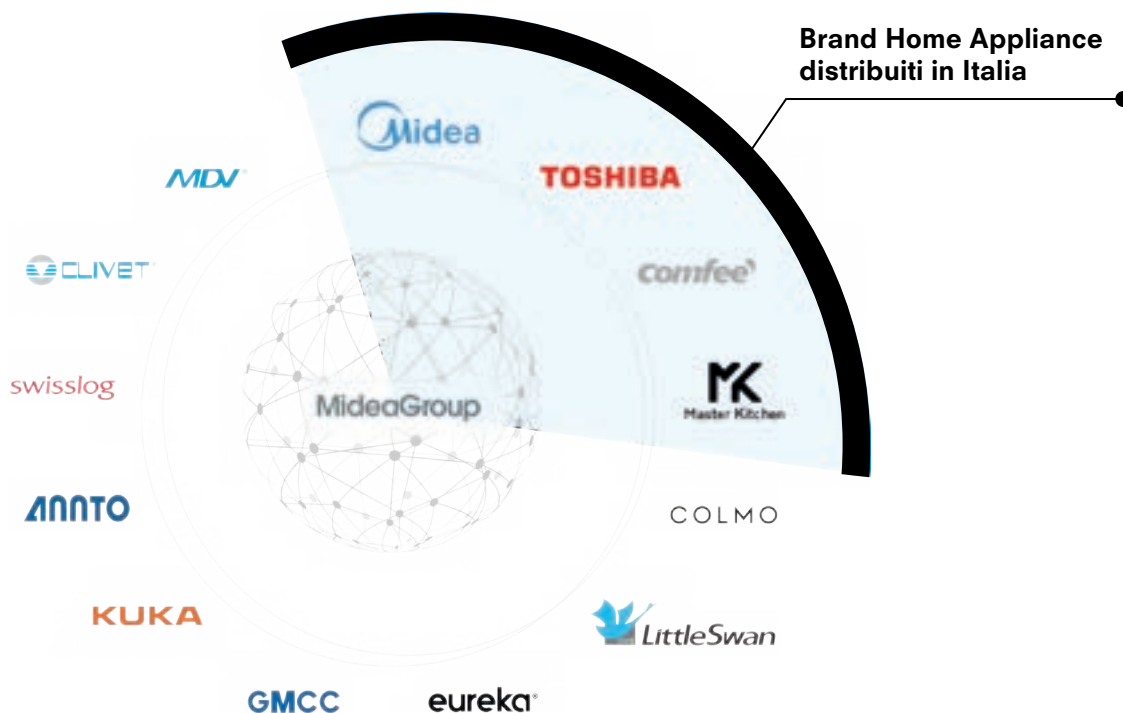 Brand Home Appliance
distribuiti in Italia
Midea
TOSHIBA
MDV
comfee
CLIVET
swisslog
MK
Master Kitchen
MideaGroup
ANNTO
COLMO
KUKA
LittleSwan
GMCC
eureka